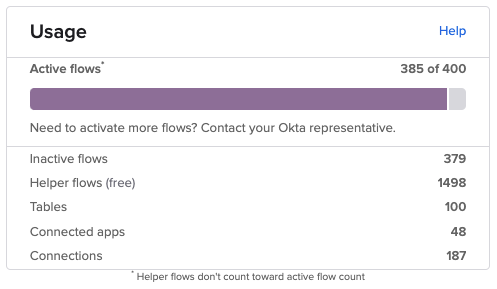 Usage Help
Active flows* 385 of 400
Need to activate more flows? Contact your Okta representative.
Inactive flows 379
Helper flows (free) 1498
Tables 100
Connected apps 48
Connections 187
* Helper flows don't count toward active flow count